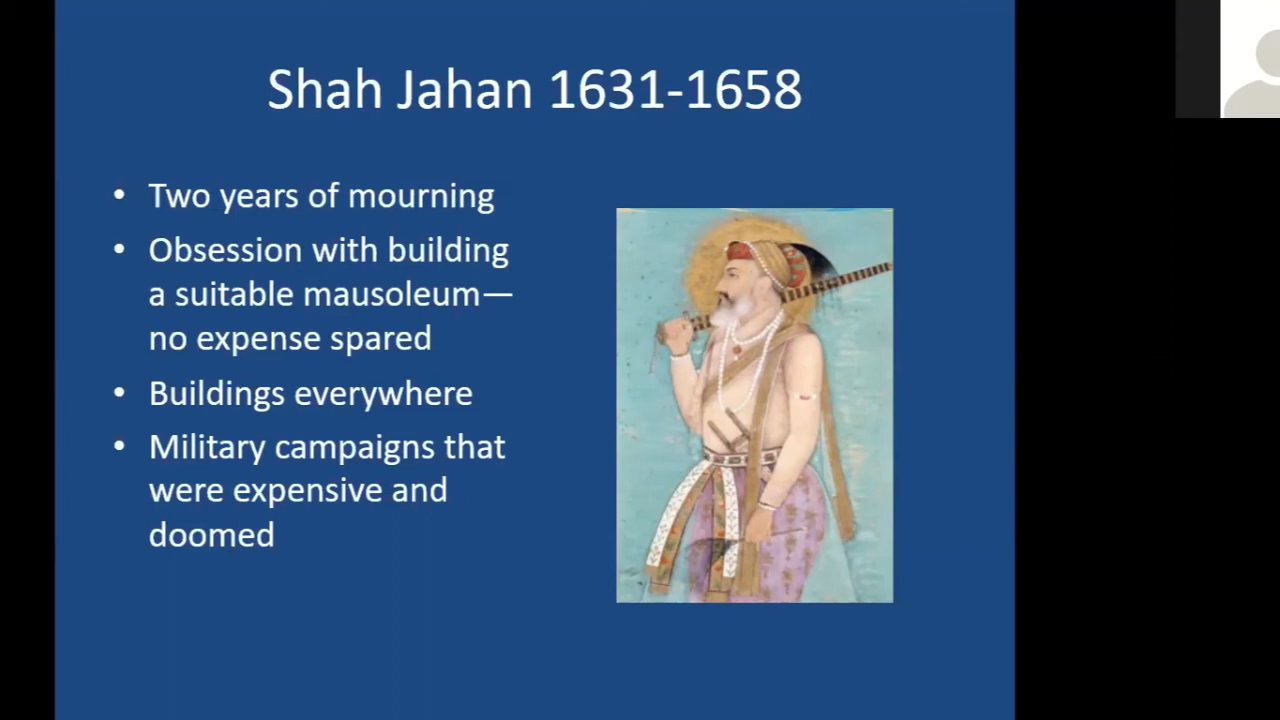 Shah Jahan 1631-1658
• Two years of mourning
• Obsession with building
a suitable mausoleum—
no expense spared
• Buildings everywhere
• Military campaigns that
were expensive and
doomed